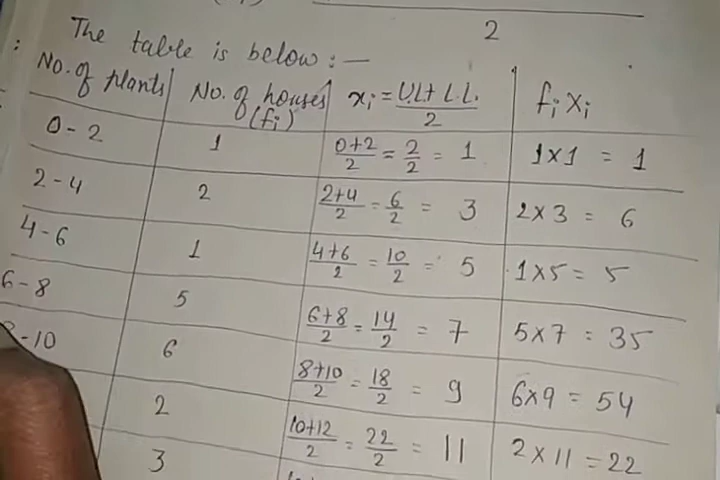 2
The table is below:—
No. of plants No. of houses (fi) xi = U.L+ L.L. / 2 fixi
0-2 1 0+2/2 = 2/2 = 1 1x1 = 1
2-4 2 2+4/2 = 6/2 = 3 2x3 = 6
4-6 1 4+6/2 = 10/2 = 5 1x5 = 5
6-8 5 6+8/2 = 14/2 = 7 5x7 = 35
-10 6 8+10/2 = 18/2 = 9 6x9 = 54
2 10+12/2 = 22/2 = 11 2x11 = 22
3